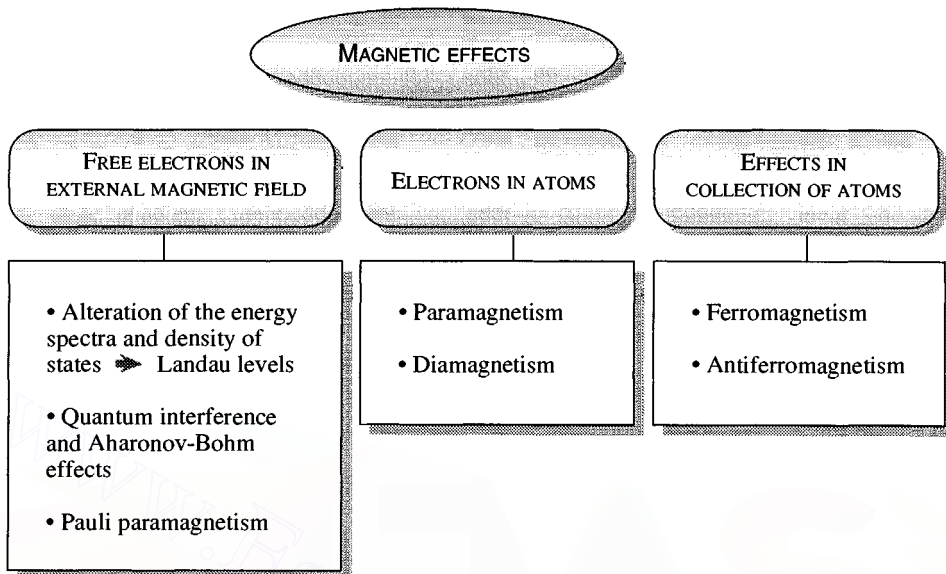 MAGNETIC EFFECTS
FREE ELECTRONS IN
EXTERNAL MAGNETIC FIELD
• Alteration of the energy
spectra and density of
states ➨ Landau levels
• Quantum interference
and Aharonov-Bohm
effects
• Pauli paramagnetism
ELECTRONS IN ATOMS
• Paramagnetism
• Diamagnetism
EFFECTS IN
COLLECTION OF ATOMS
• Ferromagnetism
• Antiferromagnetism